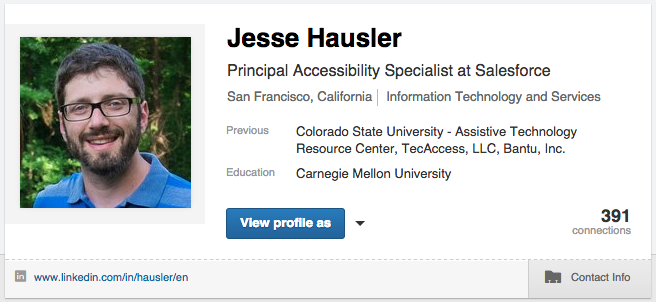 Jesse Hausler
Principal Accessibility Specialist at Salesforce
San Francisco, California | Information Technology and Services
Previous Colorado State University - Assistive Technology
Resource Center, TecAccess, LLC, Bantu, Inc.
Education Carnegie Mellon University
View profile as
391
connections
in www.linkedin.com/in/hausler/en
Contact Info